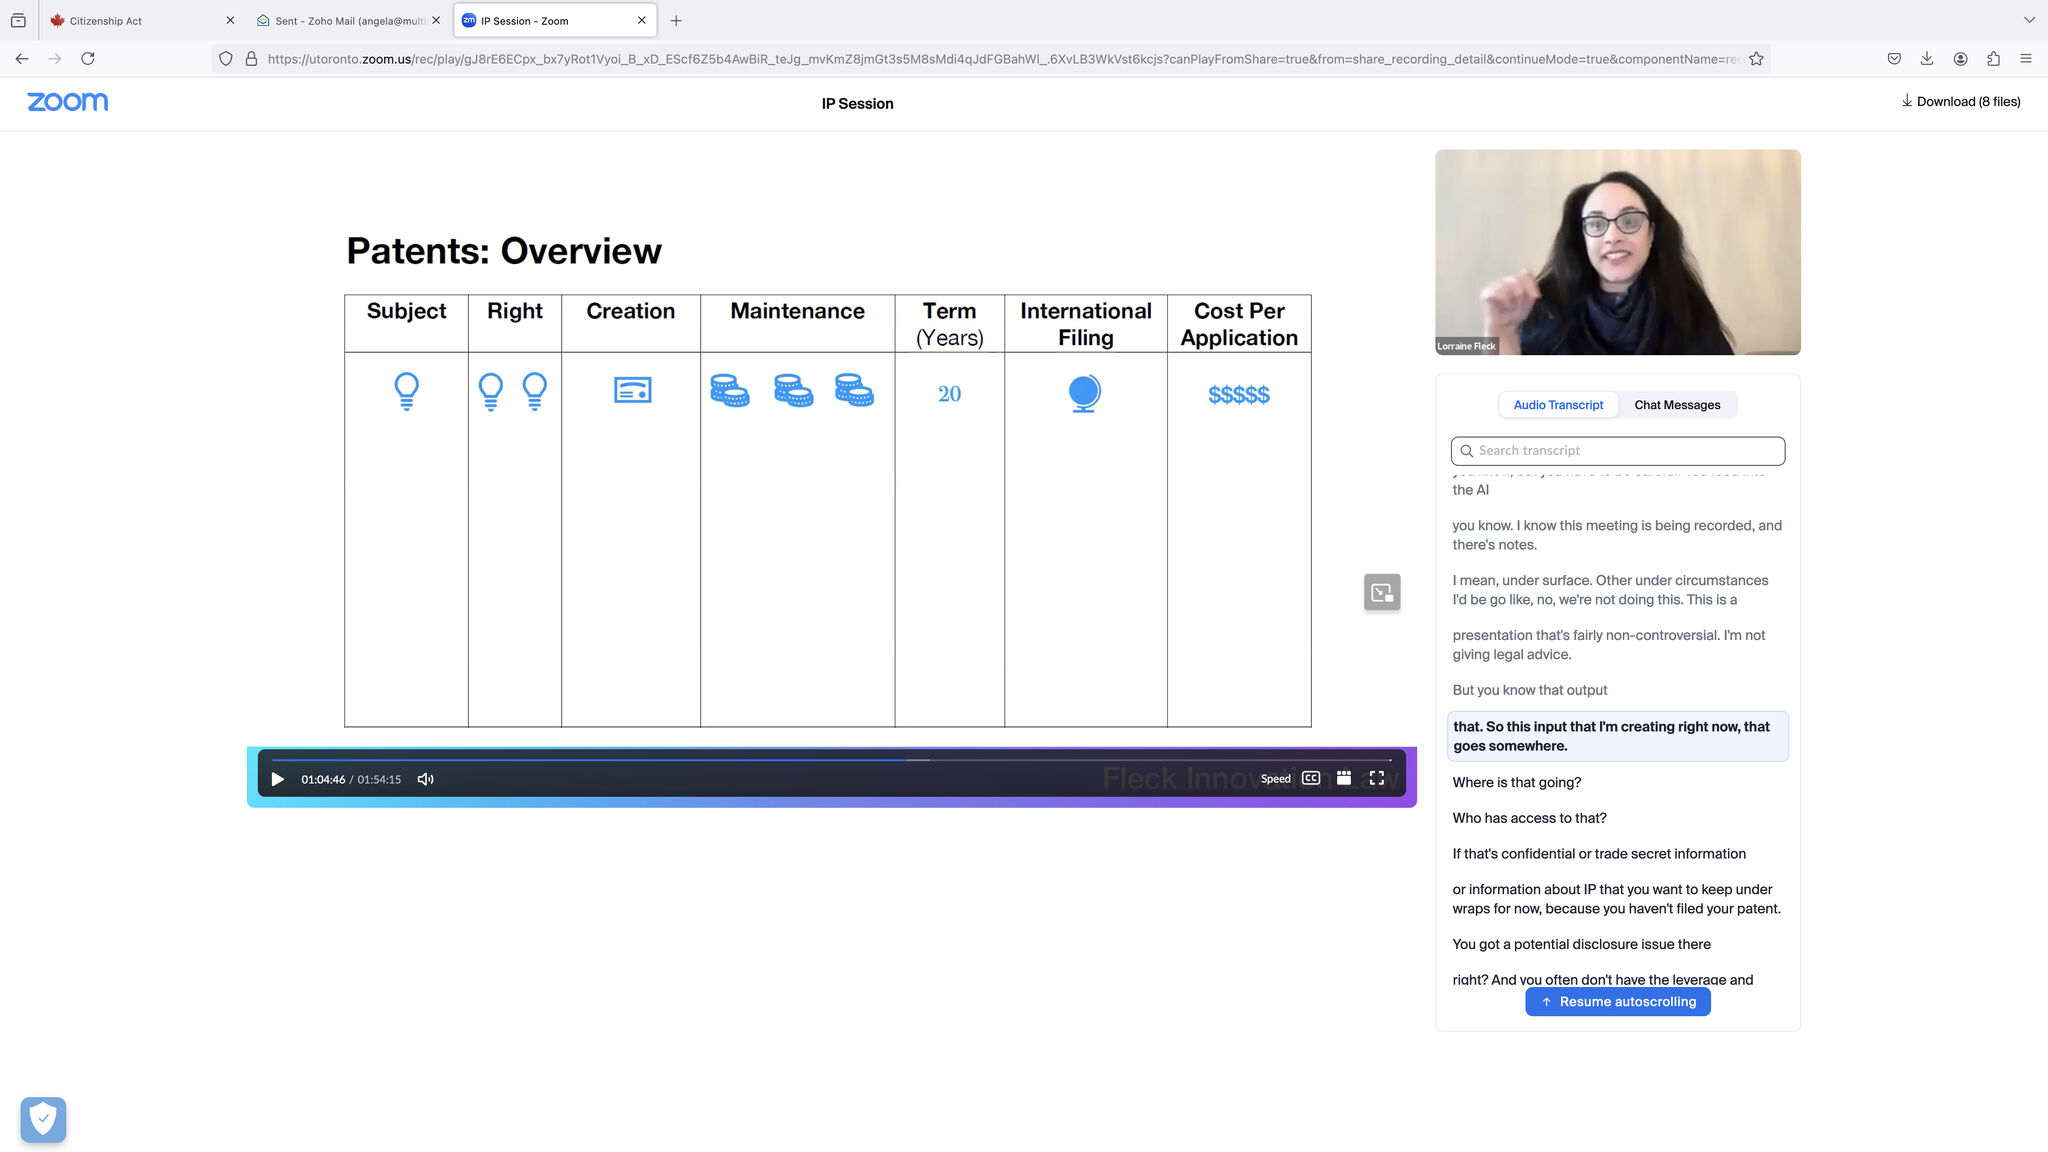 Citizenship Act
Sent - Zoho Mail (angela@multi
IP Session - Zoom
https://utoronto.zoom.us/rec/play/gJ8rE6ECpx_bx7yRot1Vyoi_B_xD_EScf6Z5b4AwBiR_teJg_mvKmZ8jmGt3s5M8sMdi4qJdFGBahWl_.6XvLB3WkVst6kcjs?canPlayFromShare=true&from=share_recording_detail&continueMode=true&componentName=rec
zoom
IP Session
Download (8 files)
Patents: Overview
Subject
Right
Creation
Maintenance
Term
(Years)
International
Filing
Cost Per
Application
20
$$$$$
01:04:46 / 01:54:15
Speed
CC
Fleck Innovation Law
Lorraine Fleck
Audio Transcript
Chat Messages
Search transcript
the AI
you know. I know this meeting is being recorded, and
there's notes.
I mean, under surface. Other under circumstances
I'd be go like, no, we're not doing this. This is a
presentation that's fairly non-controversial. I'm not
giving legal advice.
But you know that output
that. So this input that I'm creating right now, that
goes somewhere.
Where is that going?
Who has access to that?
If that's confidential or trade secret information
or information about IP that you want to keep under
wraps for now, because you haven't filed your patent.
You got a potential disclosure issue there
right? And you often don't have the leverage and
Resume autoscrolling